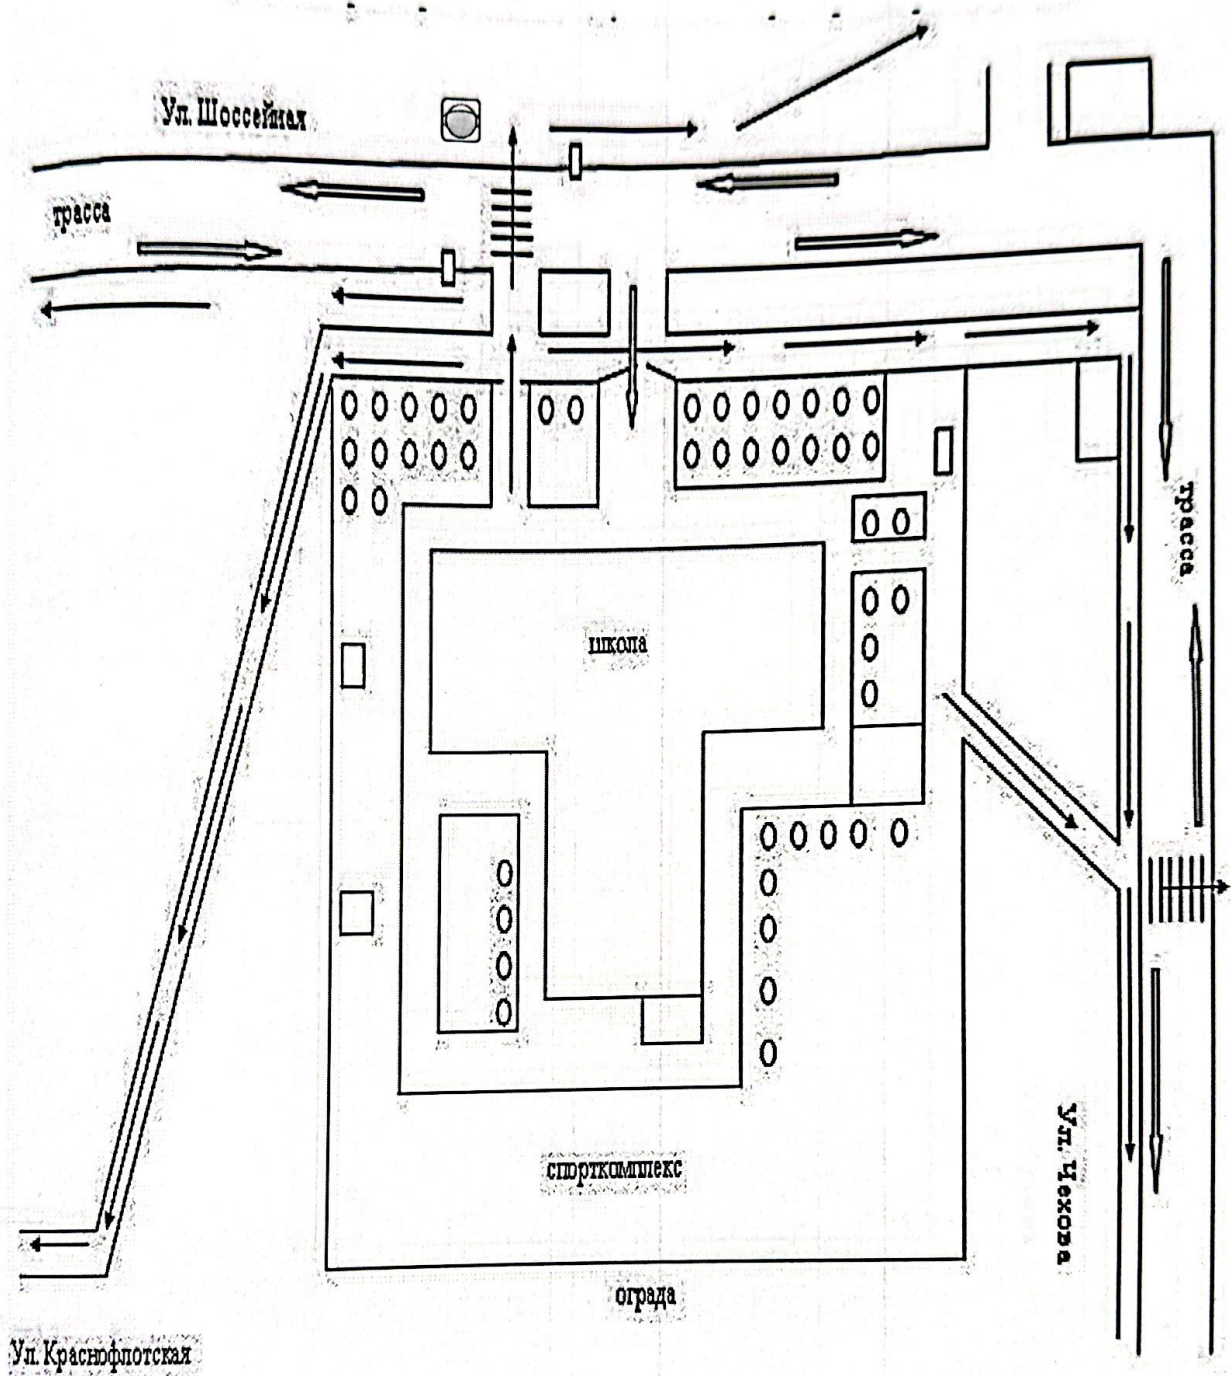 Ул. Шоссейная
трасса
трасса
школа
спорткомплекс
Ул. Чехова
ограда
Ул. Краснофлотская